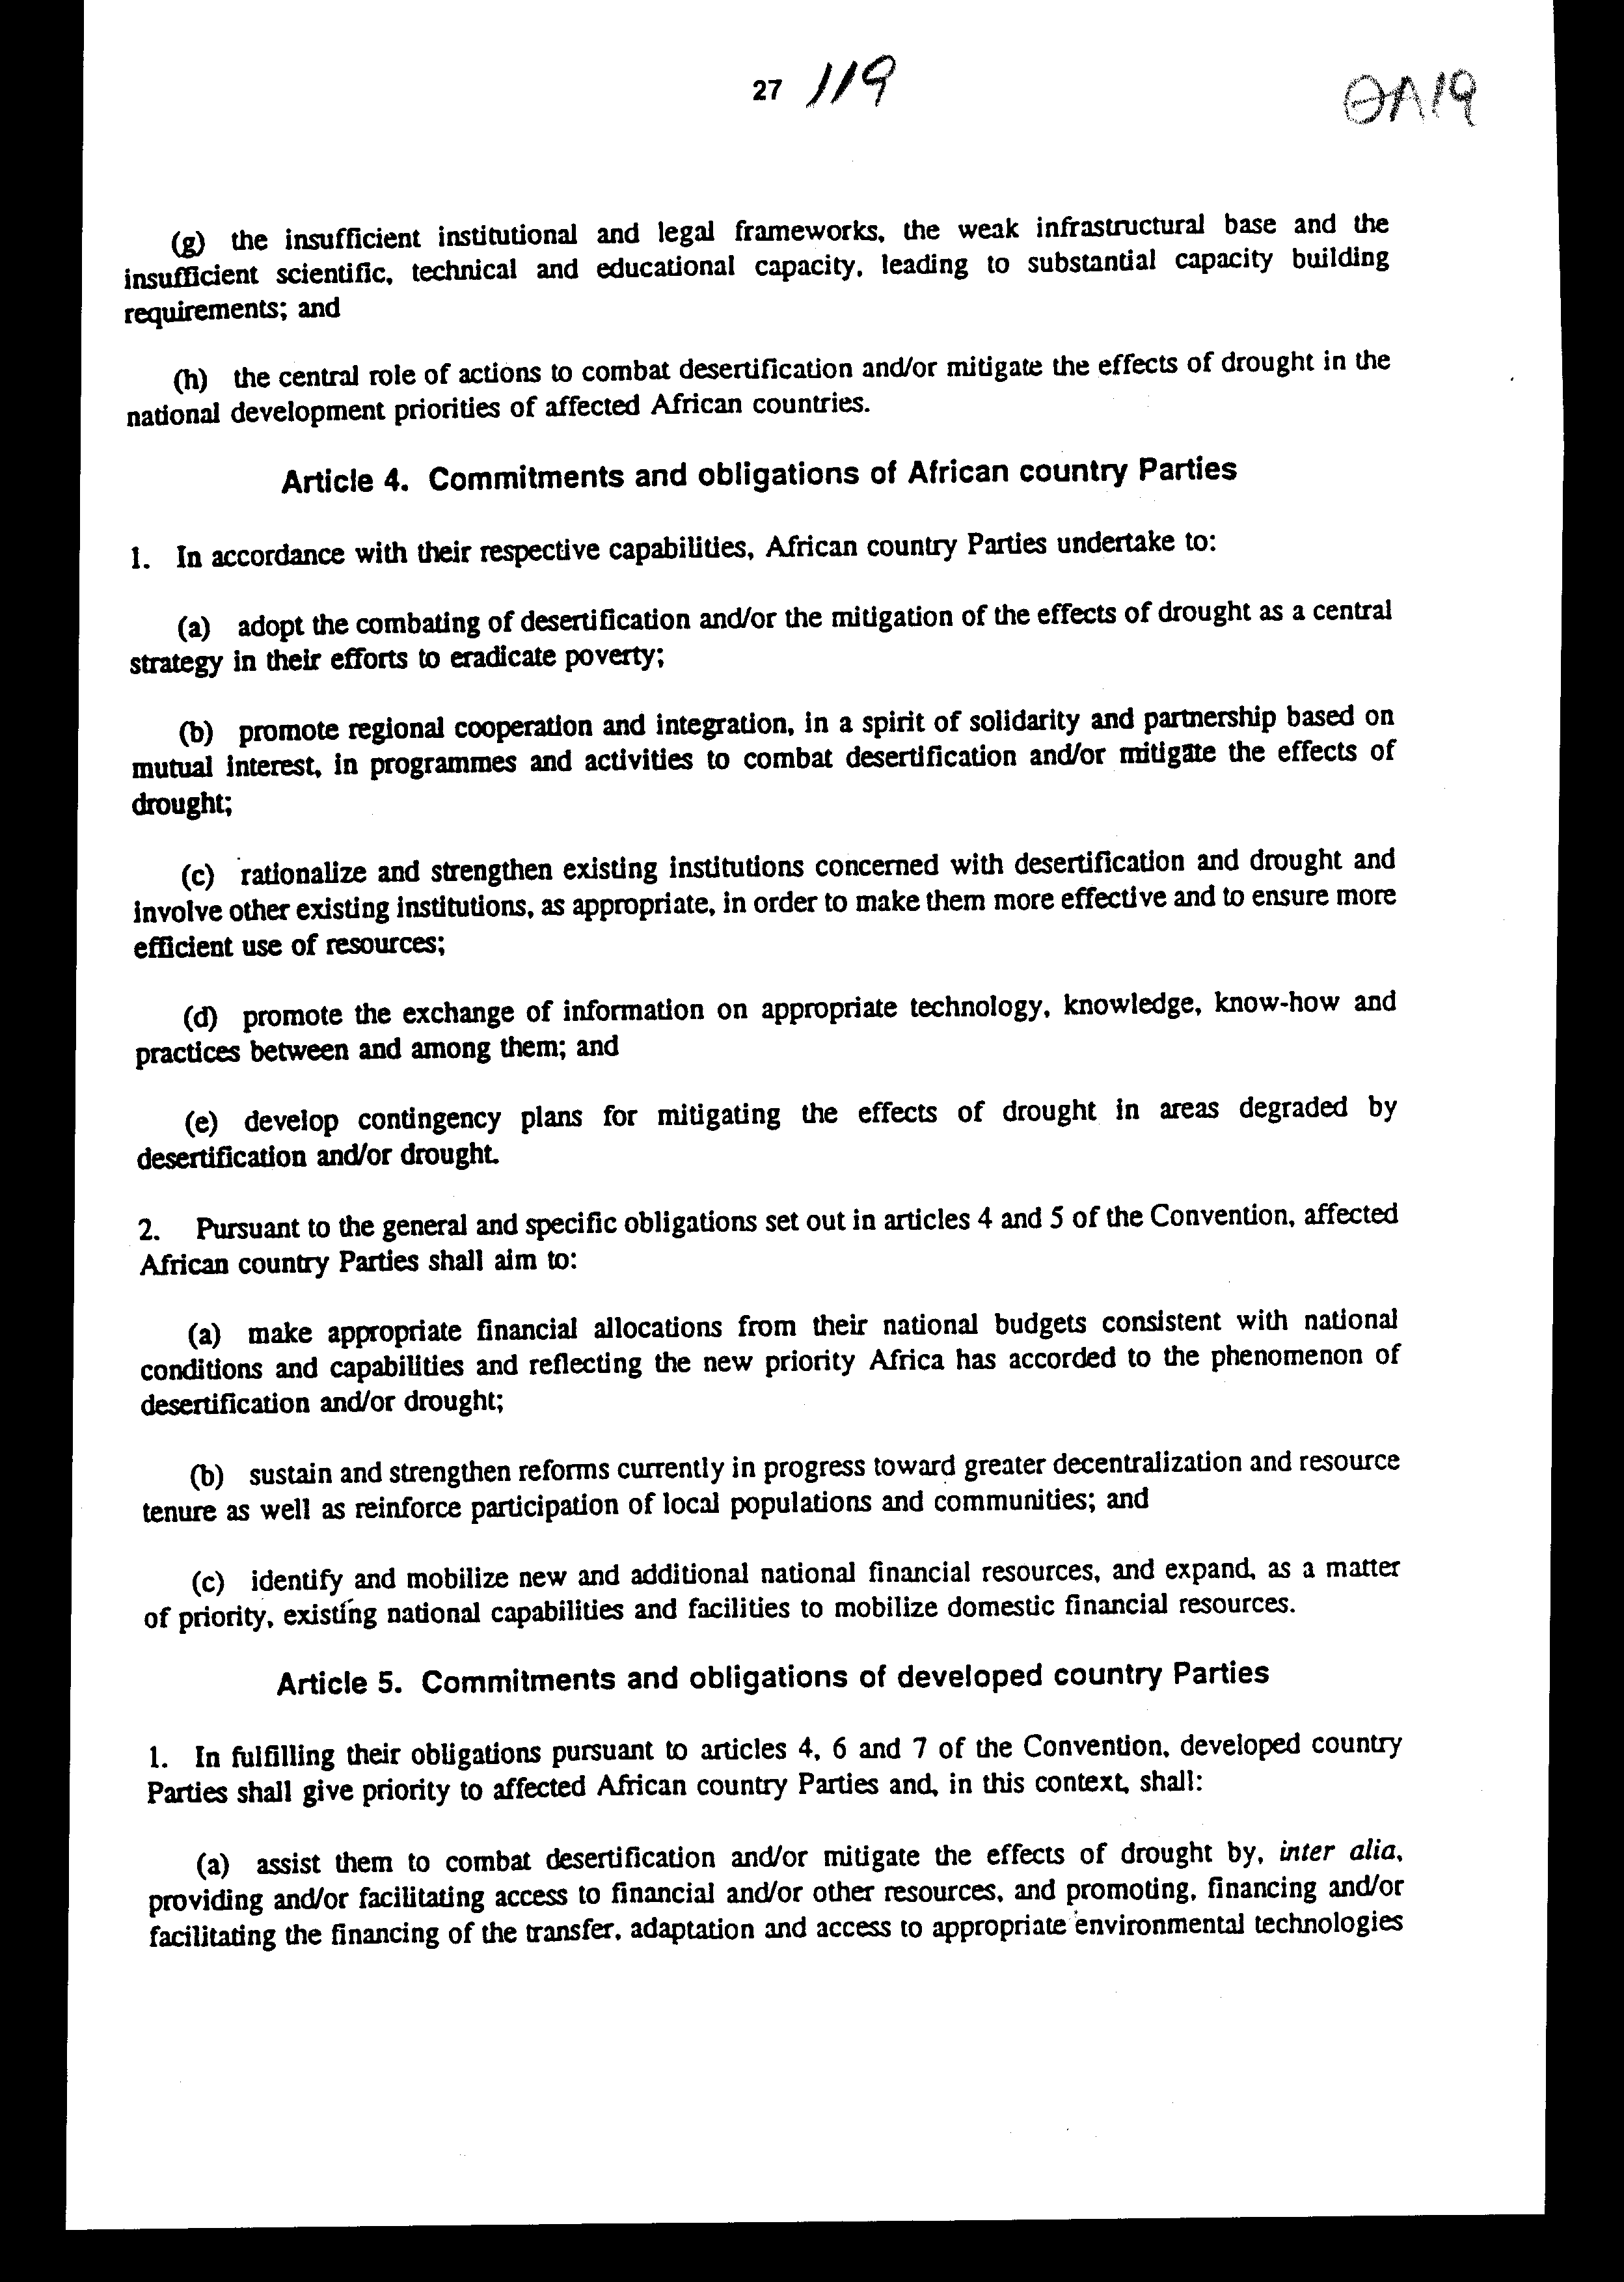 27 119
(g) the insufficient institutional and legal frameworks, the weak infrastructural base and the
insufficient scientific, technical and educational capacity, leading to substantial capacity building
requirements; and
(h) the central role of actions to combat desertification and/or mitigate the effects of drought in the
national development priorities of affected African countries.
Article 4. Commitments and obligations of African country Parties
1. In accordance with their respective capabilities, African country Parties undertake to:
(a) adopt the combating of desertification and/or the mitigation of the effects of drought as a central
strategy in their efforts to eradicate poverty;
(b) promote regional cooperation and integration, in a spirit of solidarity and partnership based on
mutual interest, in programmes and activities to combat desertification and/or mitigate the effects of
drought;
(c) rationalize and strengthen existing institutions concerned with desertification and drought and
involve other existing institutions, as appropriate, in order to make them more effective and to ensure more
efficient use of resources;
(d) promote the exchange of information on appropriate technology, knowledge, know-how and
practices between and among them; and
(e) develop contingency plans for mitigating the effects of drought in areas degraded by
desertification and/or drought.
2. Pursuant to the general and specific obligations set out in articles 4 and 5 of the Convention, affected
African country Parties shall aim to:
(a) make appropriate financial allocations from their national budgets consistent with national
conditions and capabilities and reflecting the new priority Africa has accorded to the phenomenon of
desertification and/or drought;
(b) sustain and strengthen reforms currently in progress toward greater decentralization and resource
tenure as well as reinforce participation of local populations and communities; and
(c) identify and mobilize new and additional national financial resources, and expand, as a matter
of priority, existing national capabilities and facilities to mobilize domestic financial resources.
Article 5. Commitments and obligations of developed country Parties
1. In fulfilling their obligations pursuant to articles 4, 6 and 7 of the Convention, developed country
Parties shall give priority to affected African country Parties and, in this context, shall:
(a) assist them to combat desertification and/or mitigate the effects of drought by, inter alia,
providing and/or facilitating access to financial and/or other resources, and promoting, financing and/or
facilitating the financing of the transfer, adaptation and access to appropriate environmental technologies